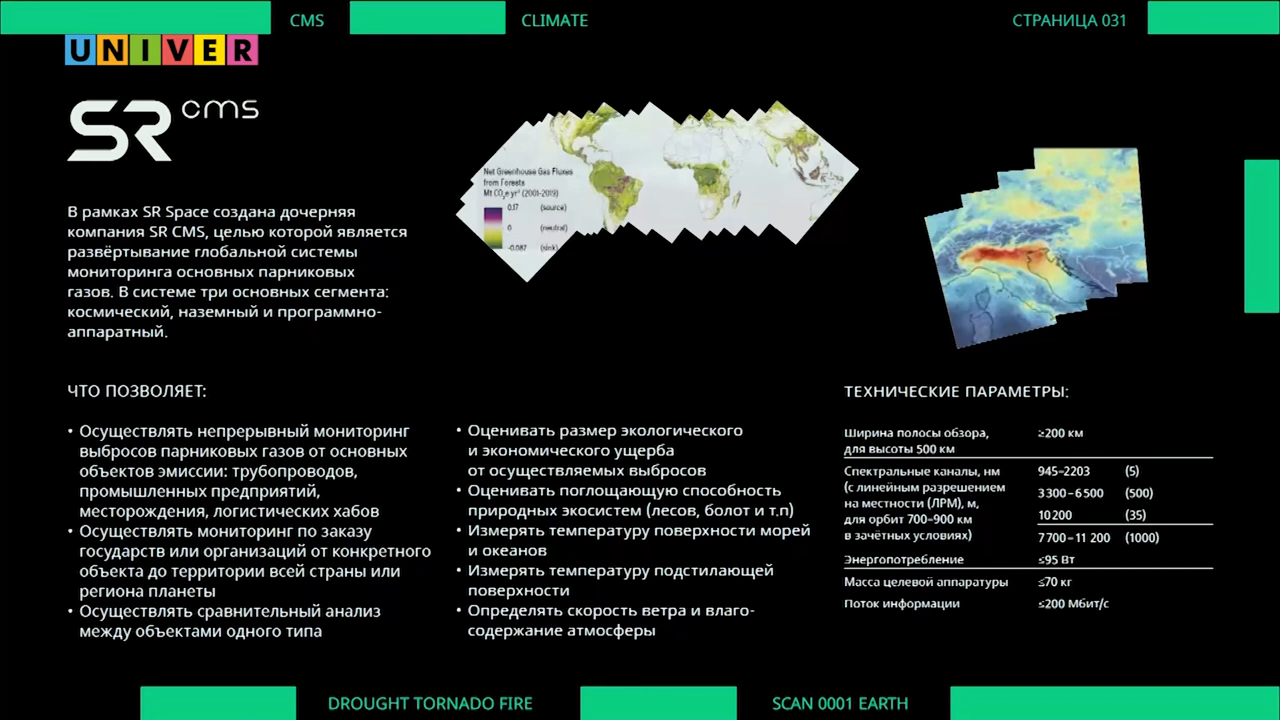 CMS
CLIMATE
СТРАНИЦА 031
UNIVER
SR cms
Net Greenhouse Gas Fluxes
from Forests
Mt CO₂e yr⁻¹ (2001-2019)
0.17 (source)
0 (neutral)
-0.087 (sink)
В рамках SR Space создана дочерняя
компания SR CMS, целью которой является
развёртывание глобальной системы
мониторинга основных парниковых
газов. В системе три основных сегмента:
космический, наземный и программно-
аппаратный.
ЧТО ПОЗВОЛЯЕТ:
• Осуществлять непрерывный мониторинг
выбросов парниковых газов от основных
объектов эмиссии: трубопроводов,
промышленных предприятий,
месторождения, логистических хабов
• Осуществлять мониторинг по заказу
государств или организаций от конкретного
объекта до территории всей страны или
региона планеты
• Осуществлять сравнительный анализ
между объектами одного типа
• Оценивать размер экологического
и экономического ущерба
от осуществляемых выбросов
• Оценивать поглощающую способность
природных экосистем (лесов, болот и т.п)
• Измерять температуру поверхности морей
и океанов
• Измерять температуру подстилающей
поверхности
• Определять скорость ветра и влаго-
содержание атмосферы
ТЕХНИЧЕСКИЕ ПАРАМЕТРЫ:
Ширина полосы обзора, ≥200 км
для высоты 500 км
Спектральные каналы, нм 945–2203 (5)
(с линейным разрешением 3300–6500 (500)
на местности (ЛРМ), м, 10200 (35)
для орбит 700–900 км 7700–11 200 (1000)
в зачётных условиях)
Энергопотребление ≤95 Вт
Масса целевой аппаратуры ≤70 кг
Поток информации ≤200 Мбит/с
DROUGHT TORNADO FIRE
SCAN 0001 EARTH